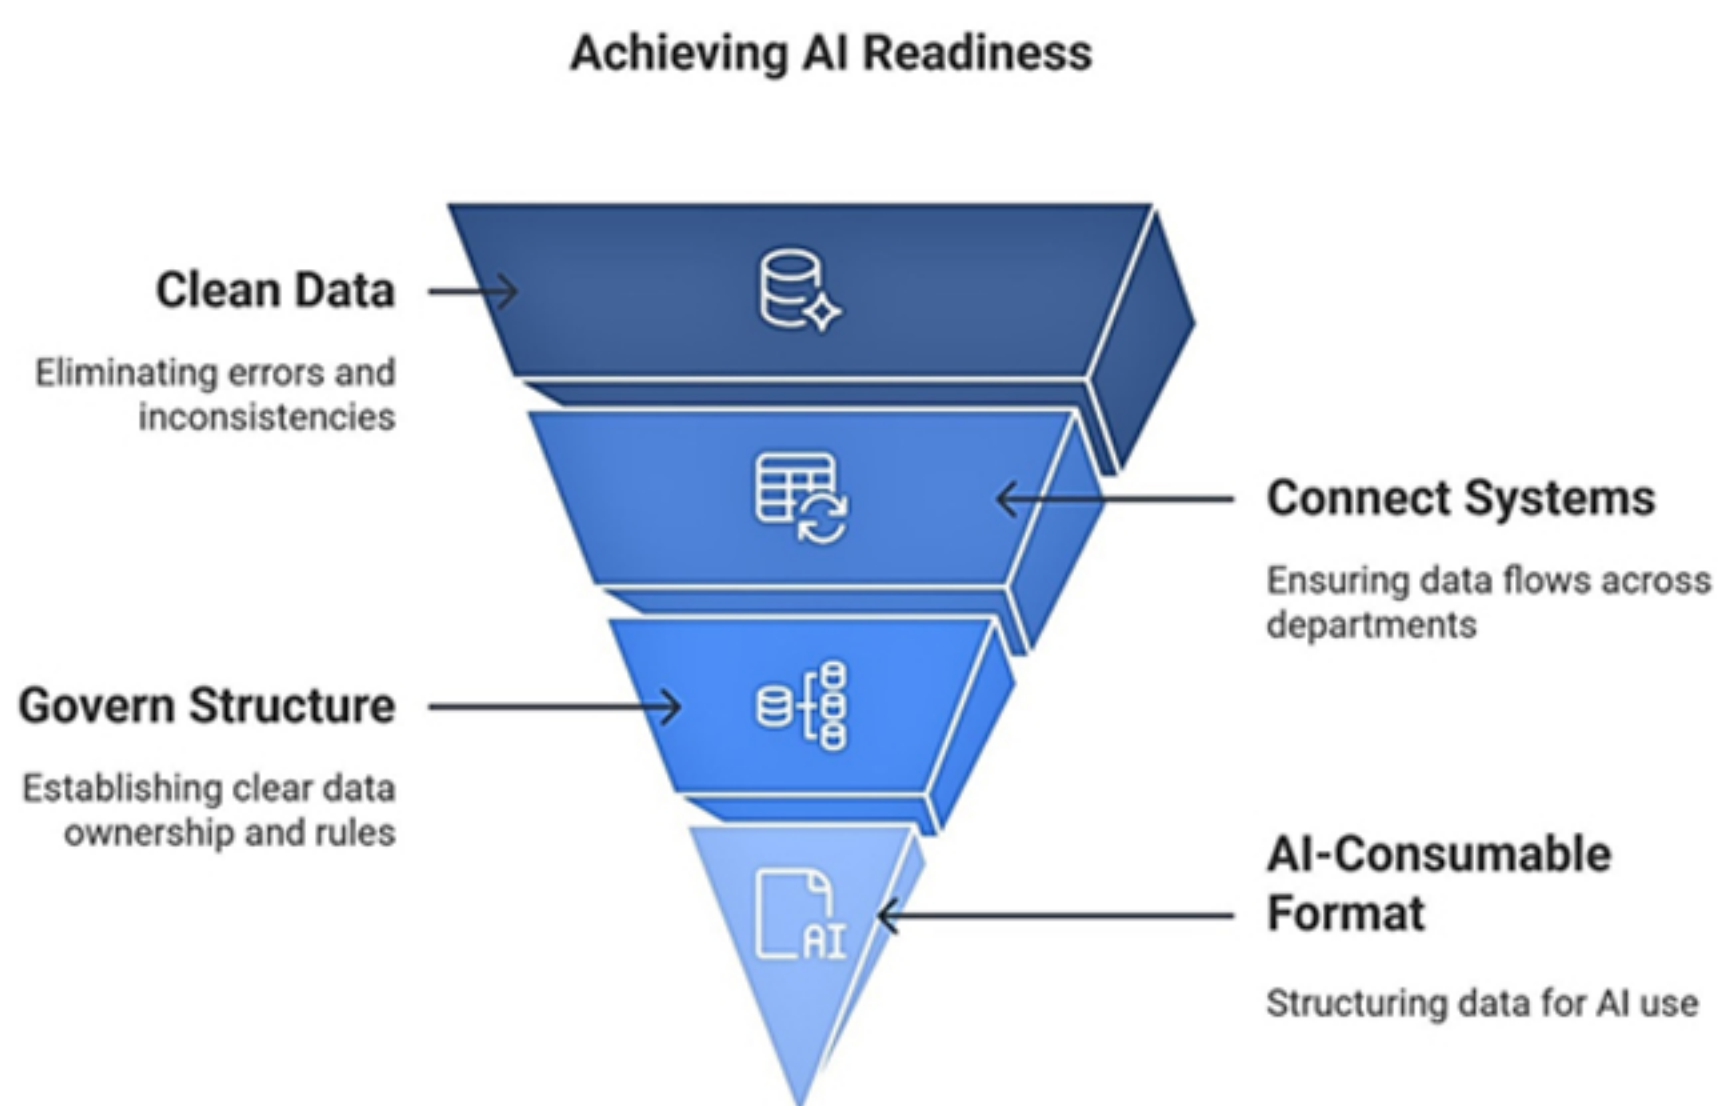 Achieving AI Readiness
Clean Data
Eliminating errors and
inconsistencies
Connect Systems
Ensuring data flows across
departments
Govern Structure
Establishing clear data
ownership and rules
AI
AI-Consumable
Format
Structuring data for AI use